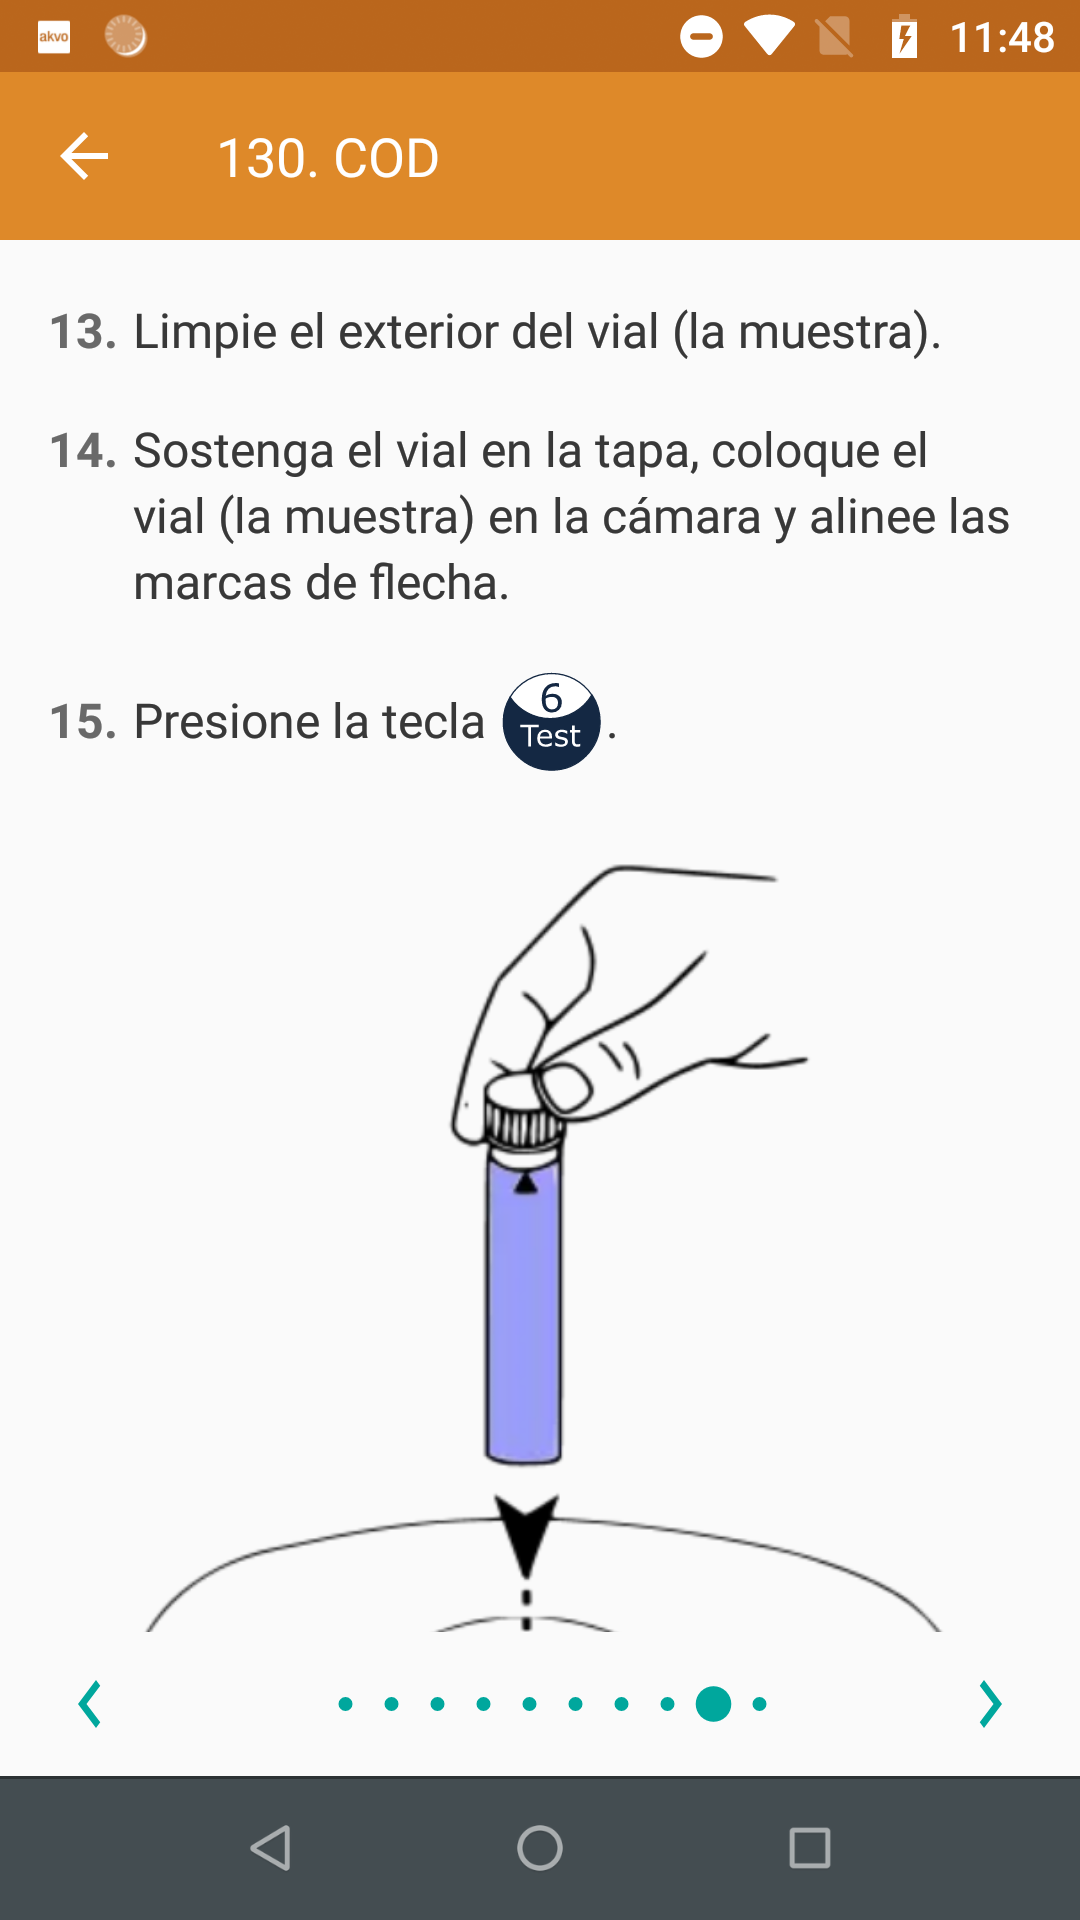 akvo
11:48
130. COD
13. Limpie el exterior del vial (la muestra).
14. Sostenga el vial en la tapa, coloque el
vial (la muestra) en la cámara y alinee las
marcas de flecha.
15. Presione la tecla 6 Test .